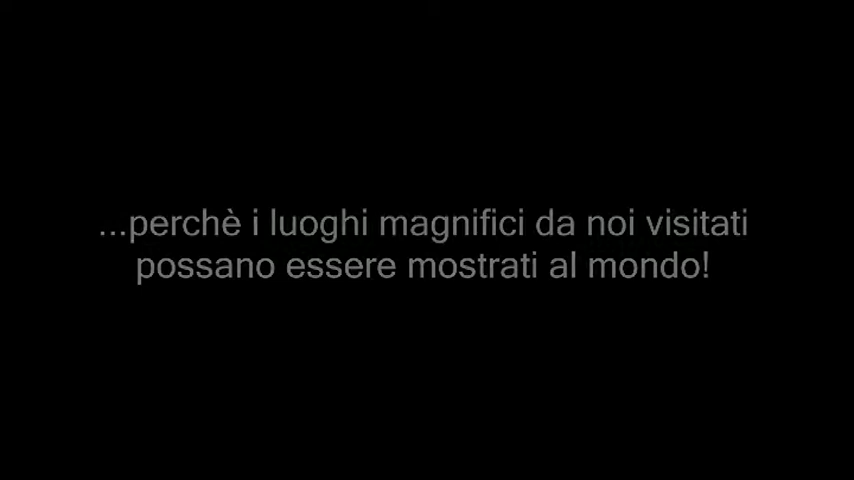 ...perchè i luoghi magnifici da noi visitati
possano essere mostrati al mondo!